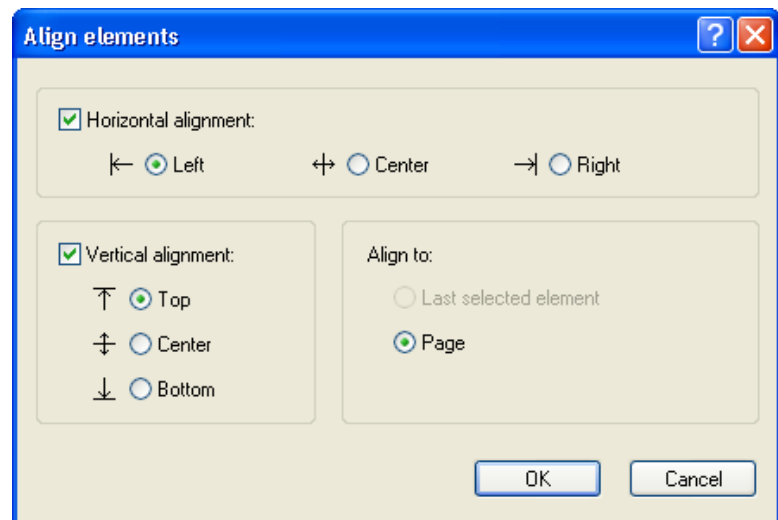 Align elements
Horizontal alignment:
Left Center Right
Vertical alignment:
Top
Center
Bottom
Align to:
Last selected element
Page
OK Cancel